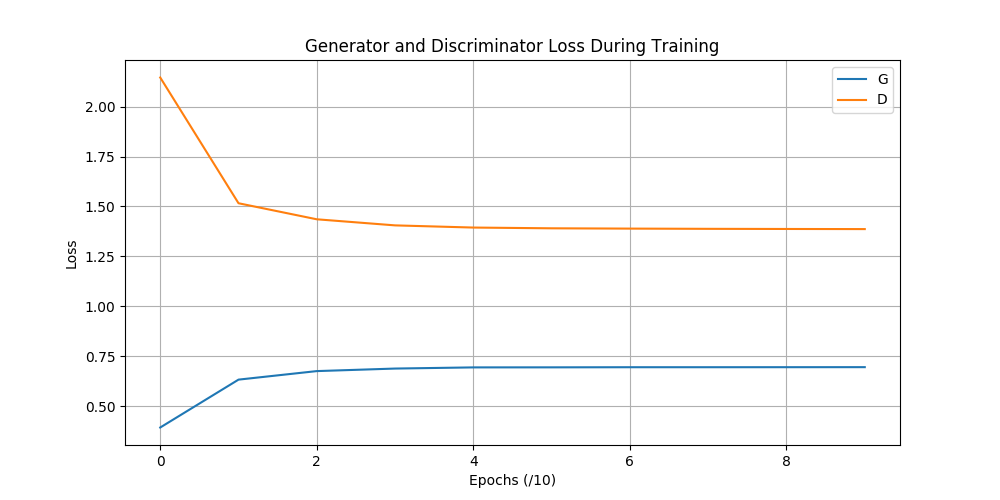 Generator and Discriminator Loss During Training
G
D
2.00
1.75
1.50
1.25
1.00
0.75
0.50
Loss
0 2 4 6 8
Epochs (/10)